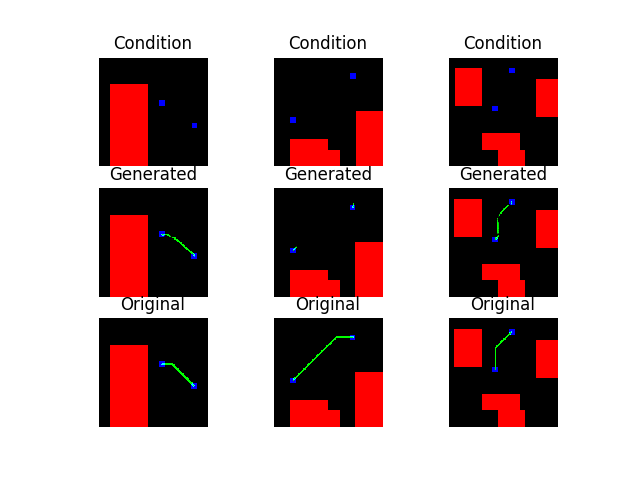 Condition Condition Condition
Generated Generated Generated
Original Original Original